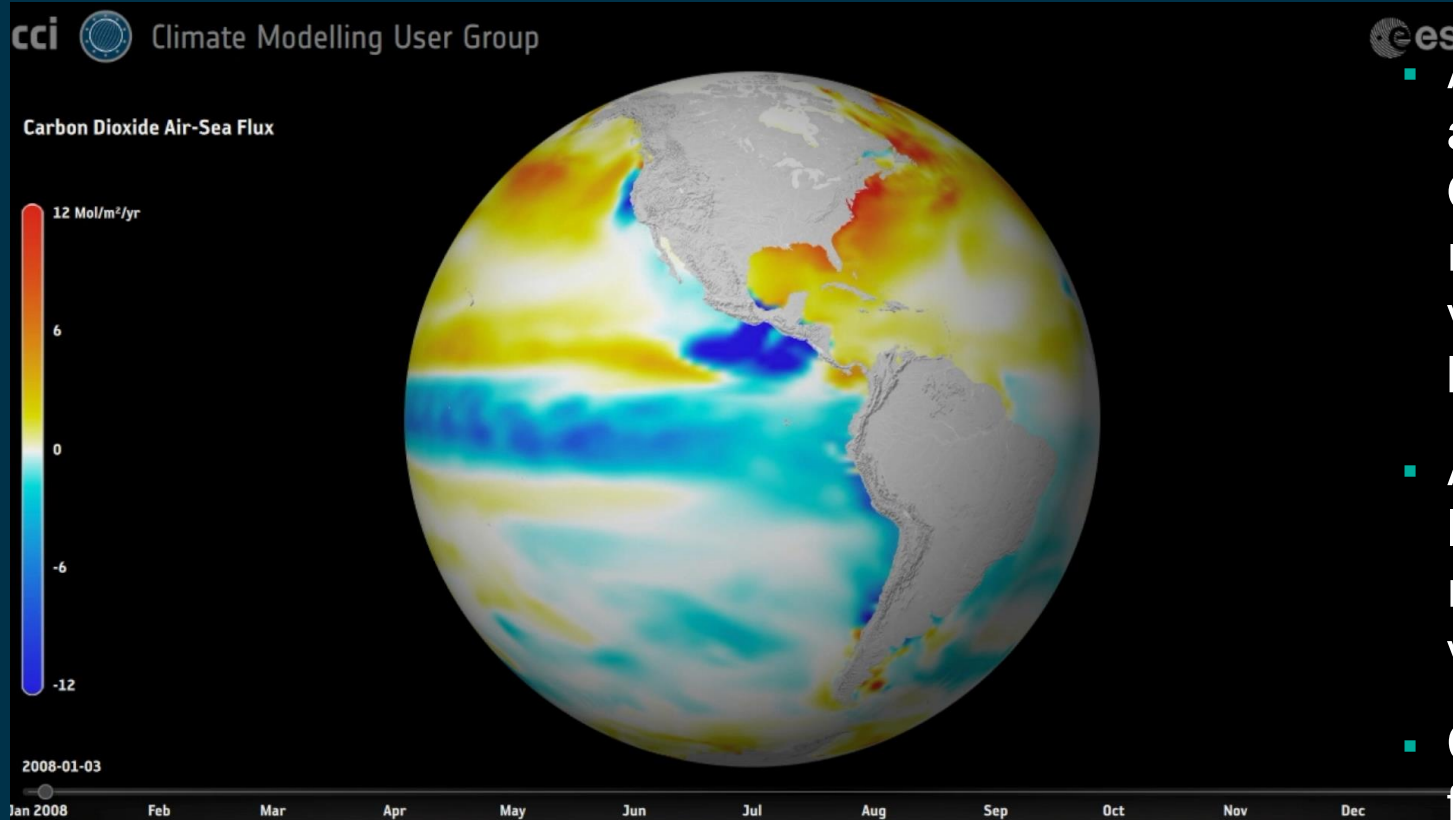 cci Climate Modelling User Group
Carbon Dioxide Air-Sea Flux
12 Mol/m²/yr
6
0
-6
-12
2008-01-03
Jan 2008 Feb Mar Apr May Jun Jul Aug Sep Oct Nov Dec